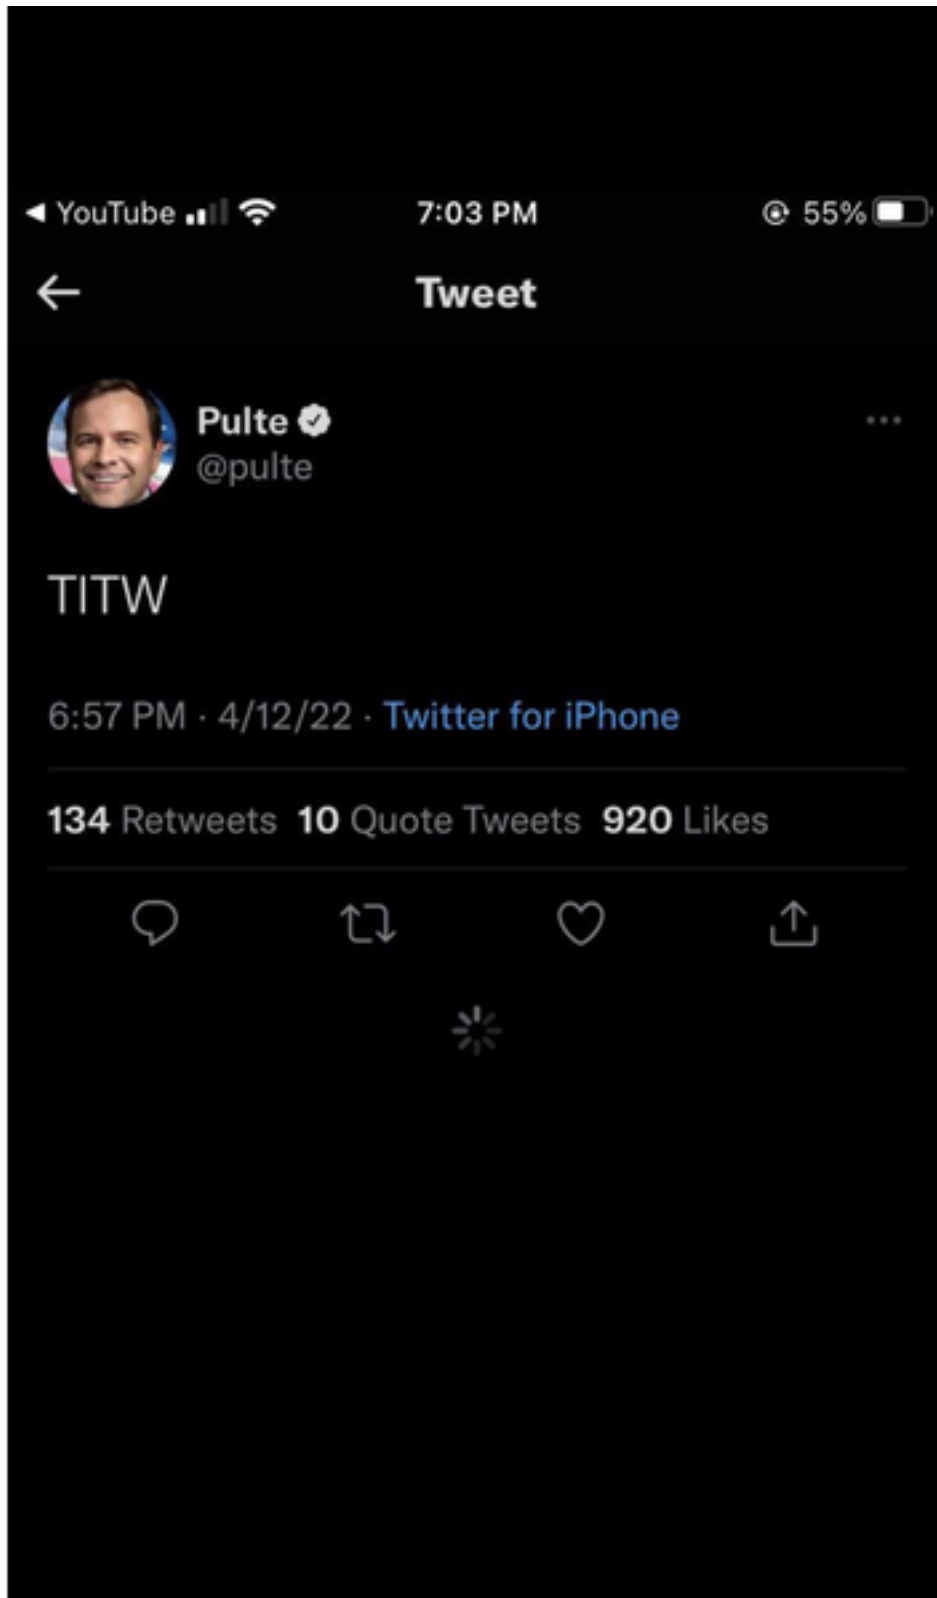 ◀ YouTube 7:03 PM 55%
← Tweet
Pulte
@pulte
TITW
6:57 PM · 4/12/22 · Twitter for iPhone
134 Retweets 10 Quote Tweets 920 Likes